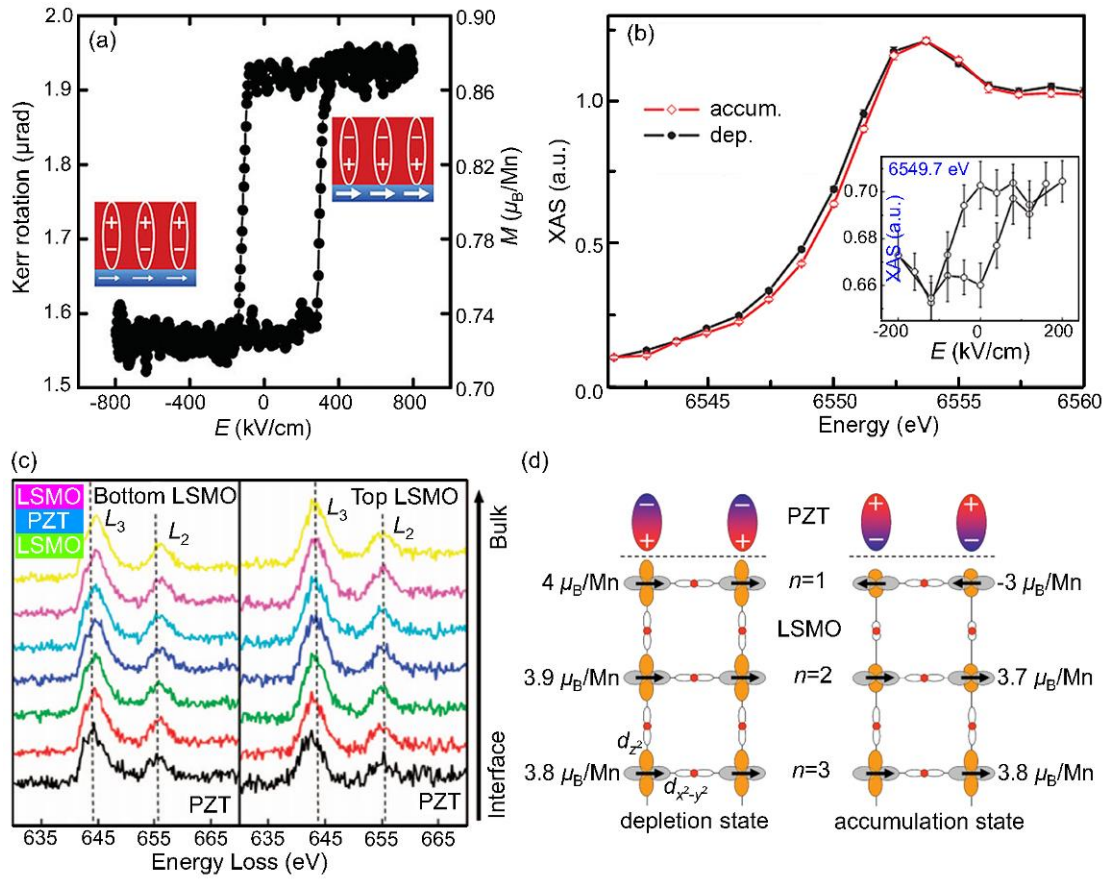 (a)
2.0
1.9
1.8
1.7
1.6
1.5
Kerr rotation (μrad)
0.90
0.86
0.82
0.78
0.74
0.70
M (μB/Mn)
-800
-400
0
400
800
E (kV/cm)
(b)
1.0
0.5
0.0
XAS (a.u.)
accum.
dep.
6549.7 eV
0.70
0.68
0.66
XAS (a.u.)
-200
0
200
E (kV/cm)
6545
6550
6555
6560
Energy (eV)
(c)
LSMO
PZT
LSMO
Bottom LSMO
L3
L2
PZT
Top LSMO
L3
L2
PZT
Bulk
Interface
635 645 655 665 635 645 655 665
Energy Loss (eV)
(d)
PZT
4 μB/Mn n=1 -3 μB/Mn
LSMO
3.9 μB/Mn n=2 3.7 μB/Mn
dz2
3.8 μB/Mn n=3 3.8 μB/Mn
dx2-y2
depletion state accumulation state